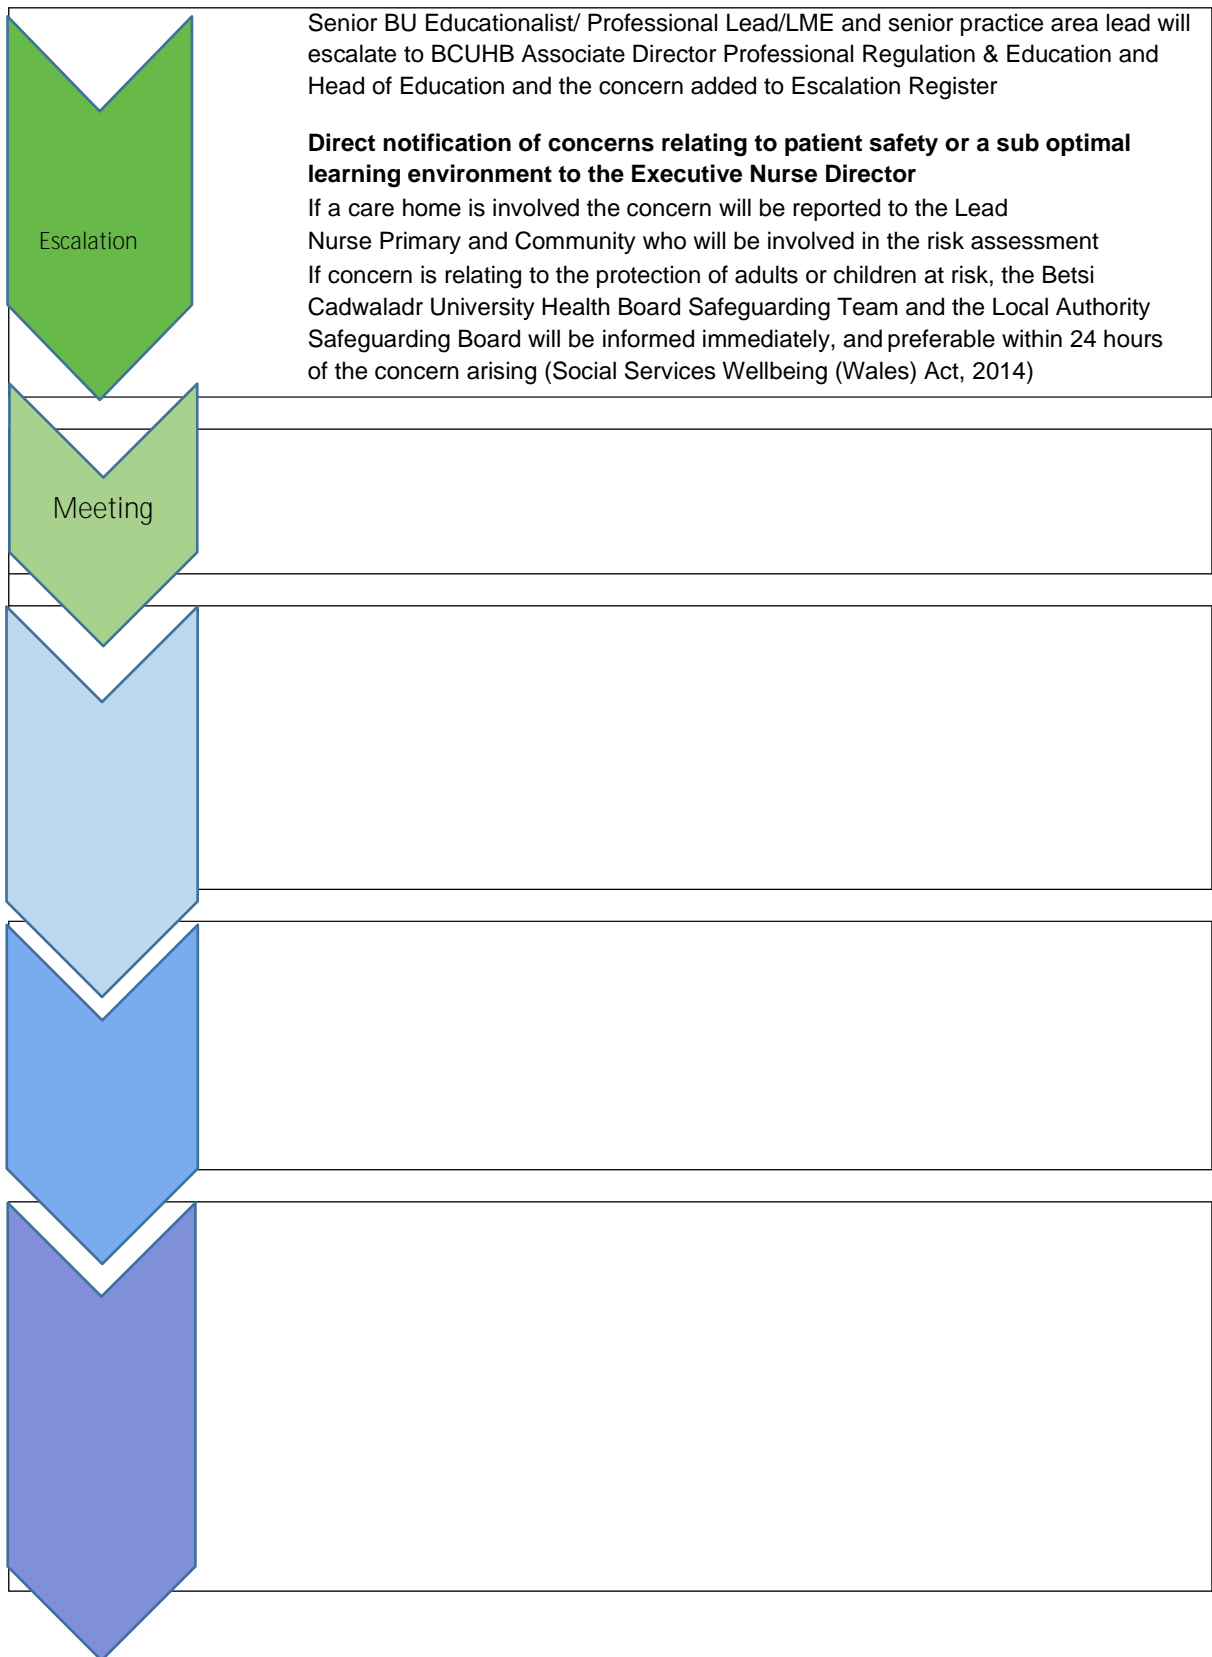 Senior BU Educationalist/ Professional Lead/LME and senior practice area lead will
escalate to BCUHB Associate Director Professional Regulation & Education and
Head of Education and the concern added to Escalation Register
Direct notification of concerns relating to patient safety or a sub optimal
learning environment to the Executive Nurse Director
If a care home is involved the concern will be reported to the Lead
Nurse Primary and Community who will be involved in the risk assessment
If concern is relating to the protection of adults or children at risk, the Betsi
Cadwaladr University Health Board Safeguarding Team and the Local Authority
Safeguarding Board will be informed immediately, and preferable within 24 hours
of the concern arising (Social Services Wellbeing (Wales) Act, 2014)
Escalation
Meeting